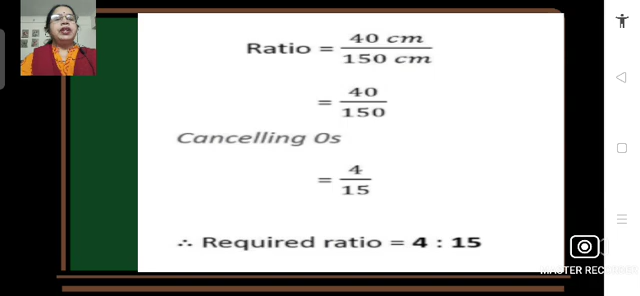 Ratio = 40 cm / 150 cm
= 40 / 150
Cancelling 0s
= 4 / 15
∴ Required ratio = 4 : 15
MASTER REC